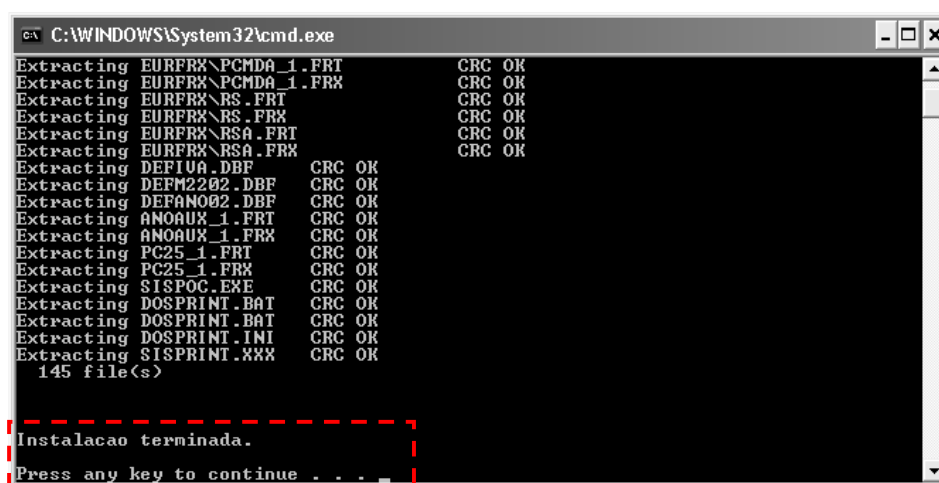 C:\WINDOWS\System32\cmd.exe
Extracting EURFRX\PCMDA_1.FRT CRC OK
Extracting EURFRX\PCMDA_1.FRX CRC OK
Extracting EURFRX\RS.FRT CRC OK
Extracting EURFRX\RS.FRX CRC OK
Extracting EURFRX\RSA.FRT CRC OK
Extracting EURFRX\RSA.FRX CRC OK
Extracting DEFIVA.DBF CRC OK
Extracting DEFM2202.DBF CRC OK
Extracting DEFANO02.DBF CRC OK
Extracting ANOAUX_1.FRT CRC OK
Extracting ANOAUX_1.FRX CRC OK
Extracting PC25_1.FRT CRC OK
Extracting PC25_1.FRX CRC OK
Extracting SISPOC.EXE CRC OK
Extracting DOSPRINT.BAT CRC OK
Extracting DOSPRINT.BAT CRC OK
Extracting DOSPRINT.INI CRC OK
Extracting SISPRINT.XXX CRC OK
145 file(s)
Instalacao terminada.
Press any key to continue . . . _